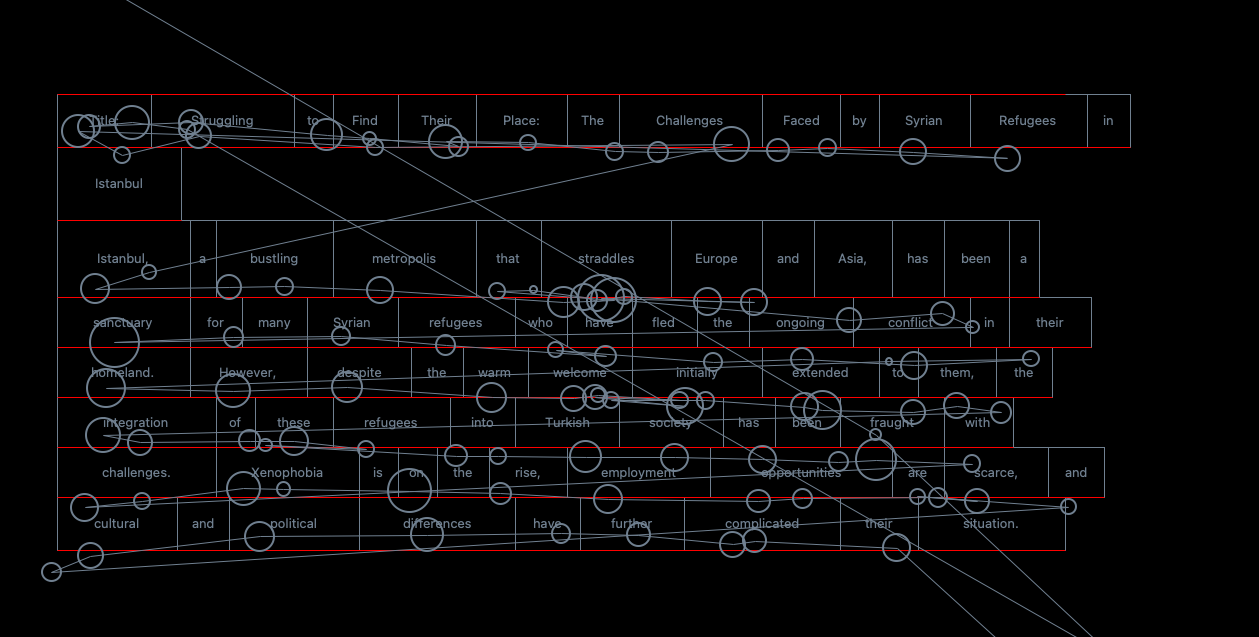 Title: Struggling to Find Their Place: The Challenges Faced by Syrian Refugees in
Istanbul
Istanbul, a bustling metropolis that straddles Europe and Asia, has been a
sanctuary for many Syrian refugees who have fled the ongoing conflict in their
homeland. However, despite the warm welcome initially extended to them, the
integration of these refugees into Turkish society has been fraught with
challenges. Xenophobia is on the rise, employment opportunities are scarce, and
cultural and political differences have further complicated their situation.